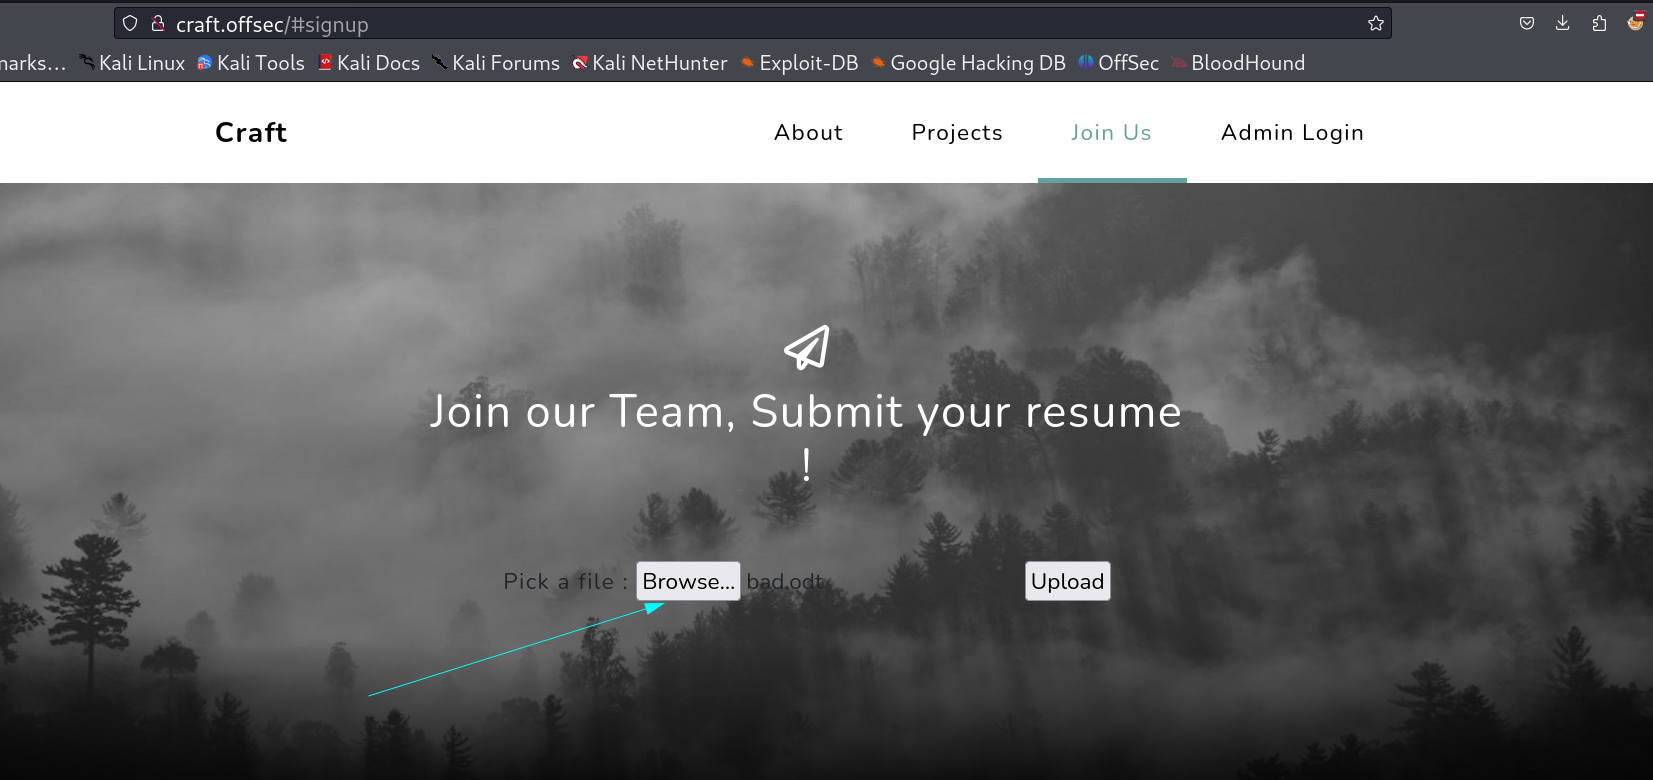 craft.offsec/#signup
marks... Kali Linux Kali Tools Kali Docs Kali Forums Kali NetHunter Exploit-DB Google Hacking DB OffSec BloodHound
Craft About Projects Join Us Admin Login
Join our Team, Submit your resume
!
Pick a file : Browse... bad.odt Upload